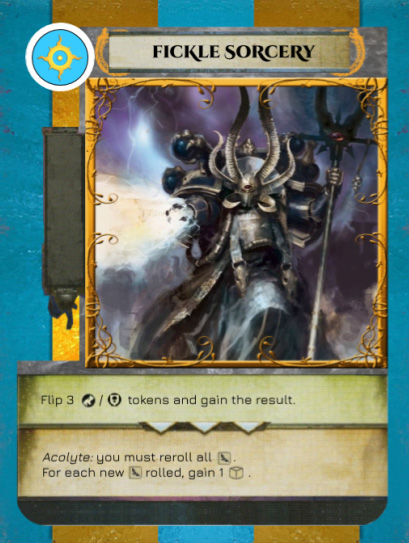 FICKLE SORCERY
Flip 3 / tokens and gain the result.
Acolyte: you must reroll all .
For each new rolled, gain 1 .